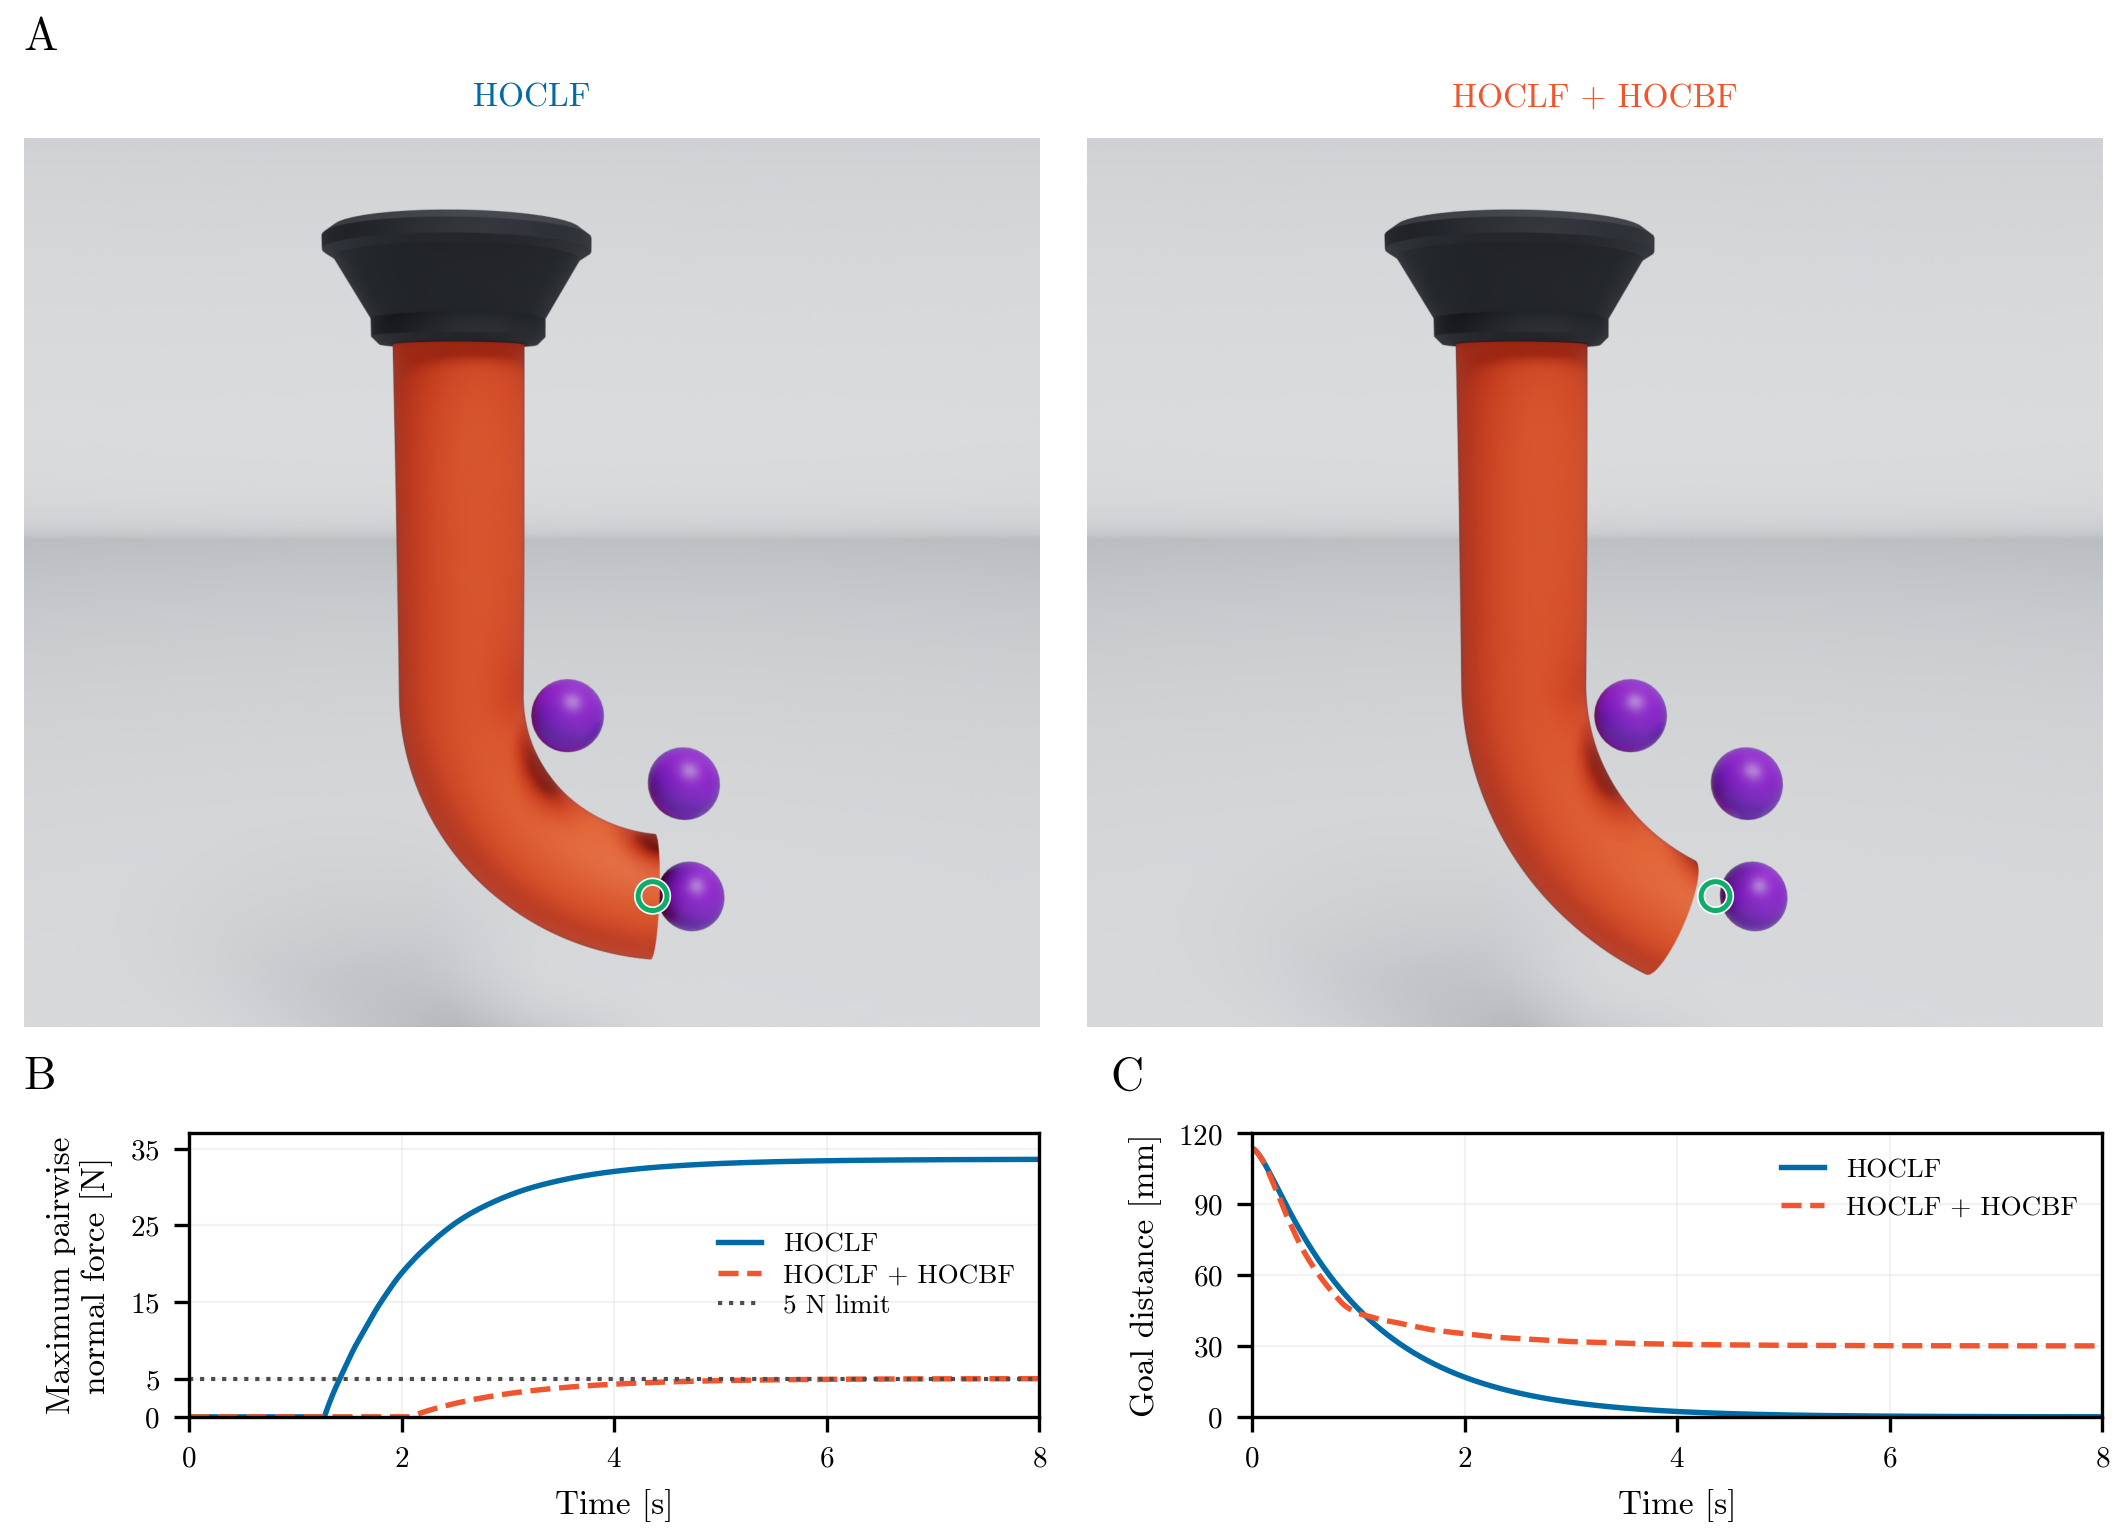 A
HOCLF
HOCLF + HOCBF
B
Maximum pairwise
normal force [N]
35
25
15
5
0
HOCLF
HOCLF + HOCBF
5 N limit
0 2 4 6 8
Time [s]
C
Goal distance [mm]
120
90
60
30
0
HOCLF
HOCLF + HOCBF
0 2 4 6 8
Time [s]